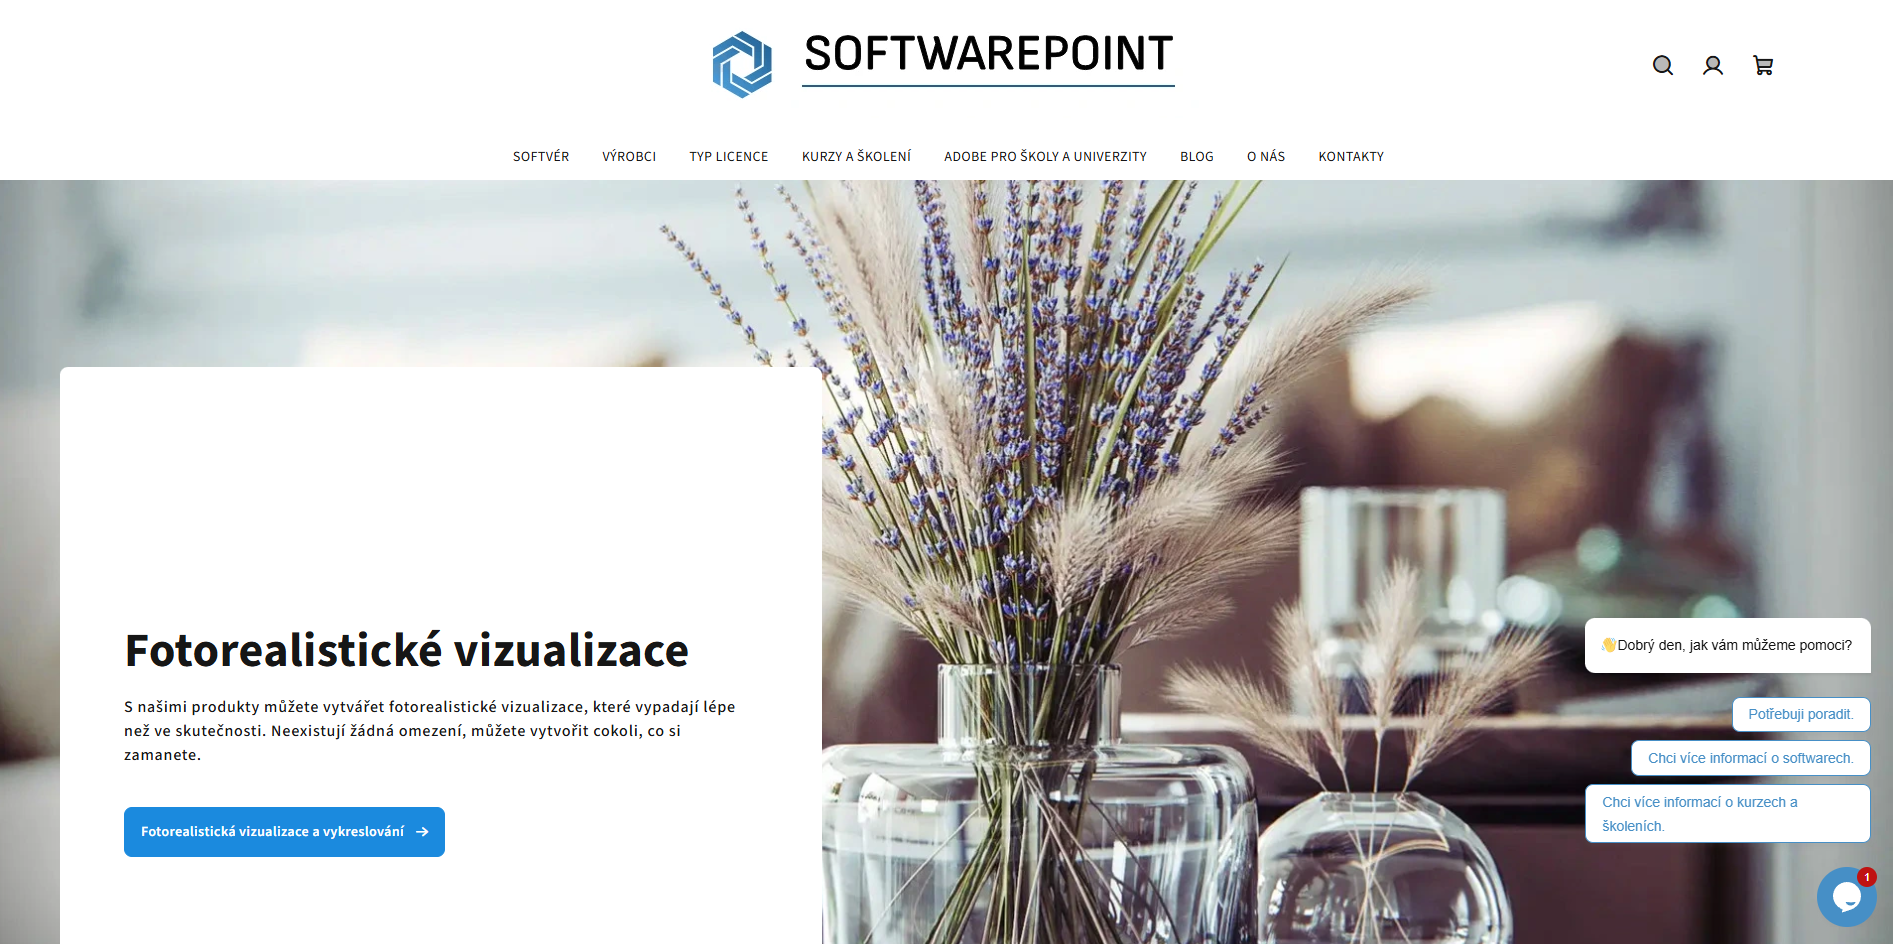 SOFTWAREPOINT
SOFTVÉR
VÝROBCI
TYP LICENCE
KURZY A ŠKOLENÍ
ADOBE PRO ŠKOLY A UNIVERZITY
BLOG
O NÁS
KONTAKTY
Fotorealistické vizualizace
S našimi produkty můžete vytvářet fotorealistické vizualizace, které vypadají lépe
než ve skutečnosti. Neexistují žádná omezení, můžete vytvořit cokoli, co si
zamanete.
Fotorealistická vizualizace a vykreslování →
👋Dobrý den, jak vám můžeme pomoci?
Potřebuji poradit.
Chci více informací o softwarech.
Chci více informací o kurzech a
školeních.
1